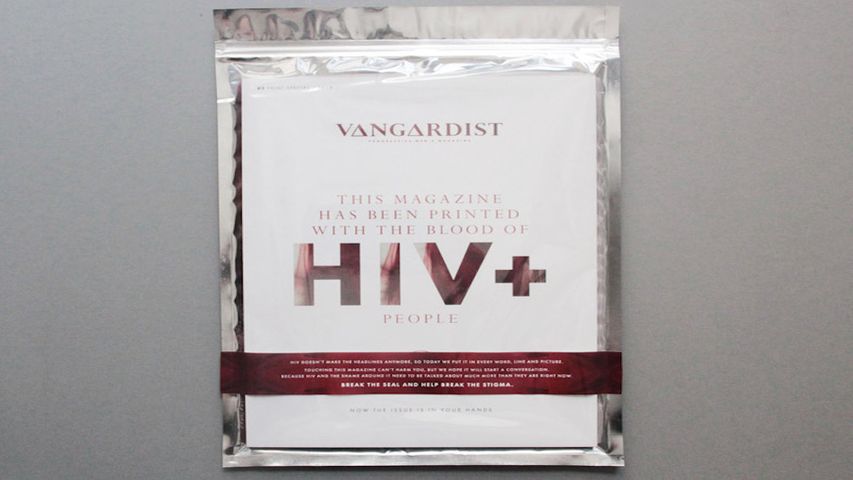 VANGARDIST
THIS MAGAZINE
HAS BEEN PRINTED
WITH THE BLOOD OF
HIV+
PEOPLE
HIV DOESN'T MAKE THE HEADLINES ANYMORE, SO TODAY WE PUT IT IN EVERY WORD, LINE AND PICTURE.
TOUCHING THIS MAGAZINE CAN'T HARM YOU, BUT WE HOPE IT WILL START A CONVERSATION.
BECAUSE HIV AND THE SHAME AROUND IT NEED TO BE TALKED ABOUT MUCH MORE THAN THEY ARE RIGHT NOW.
BREAK THE SEAL AND HELP BREAK THE STIGMA.
NOW THE ISSUE IS IN YOUR HANDS